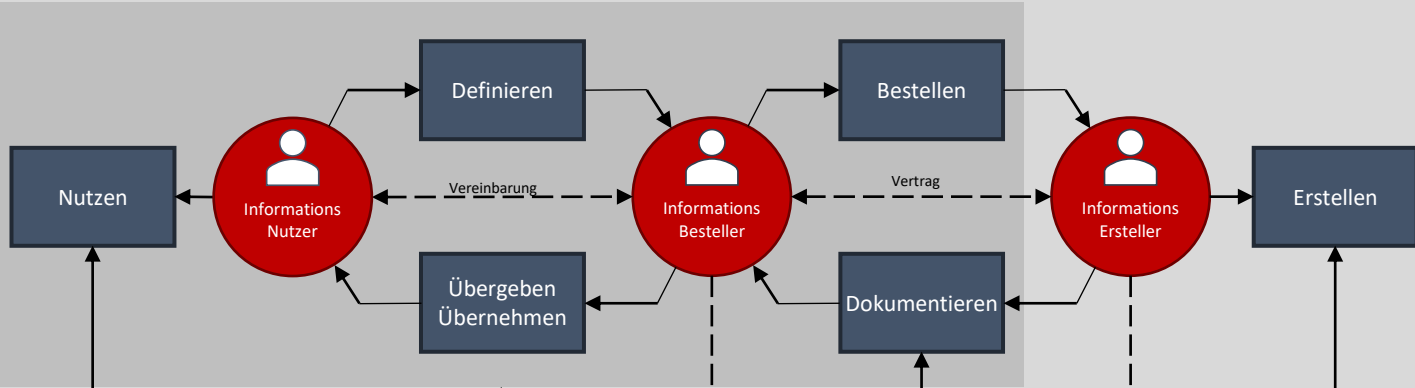 Definieren
Bestellen
Nutzen
Informations
Nutzer
Vereinbarung
Informations
Besteller
Vertrag
Informations
Ersteller
Erstellen
Übergeben
Übernehmen
Dokumentieren